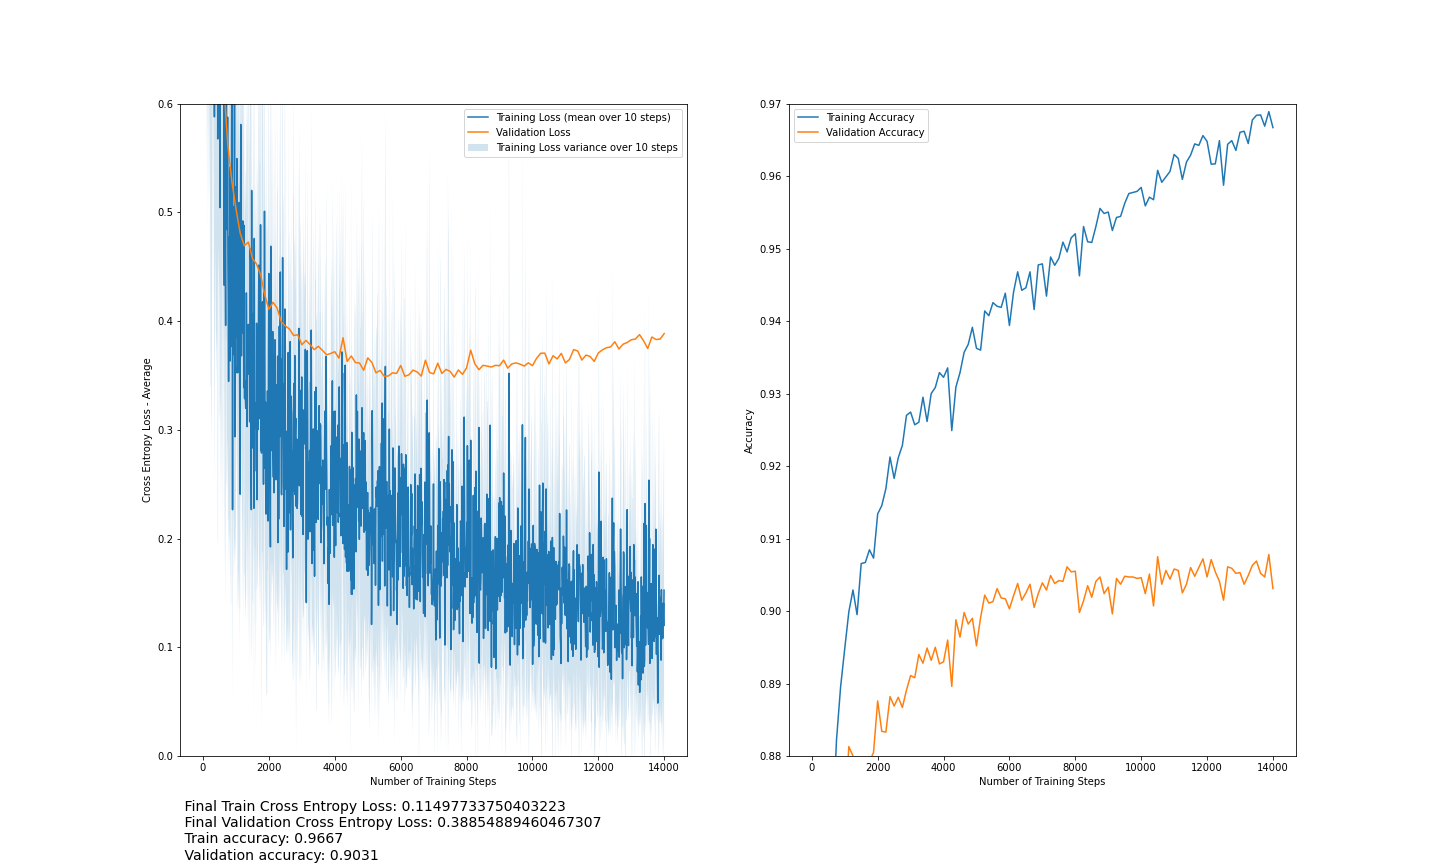 0.6
0.5
0.4
0.3
0.2
0.1
0.0
Cross Entropy Loss - Average
Training Loss (mean over 10 steps)
Validation Loss
Training Loss variance over 10 steps
0 2000 4000 6000 8000 10000 12000 14000
Number of Training Steps
0.97
0.96
0.95
0.94
0.93
0.92
0.91
0.90
0.89
0.88
Accuracy
Training Accuracy
Validation Accuracy
0 2000 4000 6000 8000 10000 12000 14000
Number of Training Steps
Final Train Cross Entropy Loss: 0.11497733750403223
Final Validation Cross Entropy Loss: 0.38854889460467307
Train accuracy: 0.9667
Validation accuracy: 0.9031